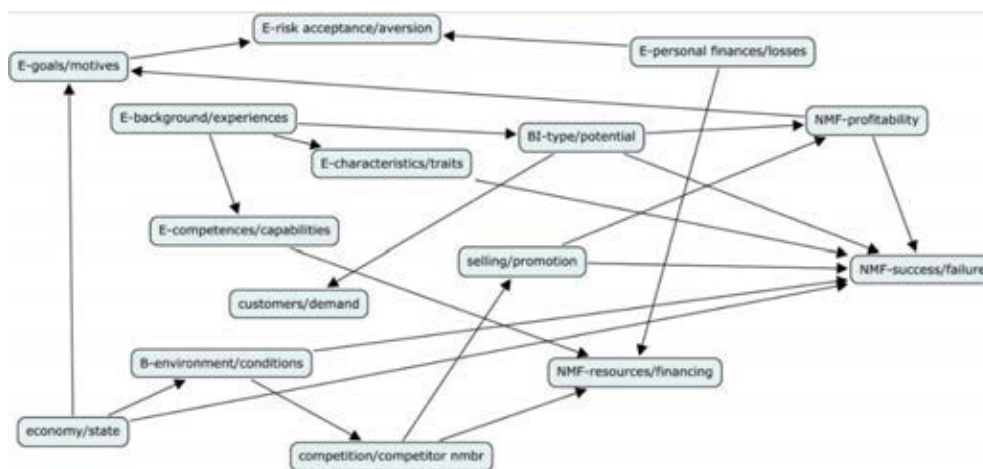 E-risk acceptance/aversion
E-personal finances/losses
E-goals/motives
E-background/experiences
NMF-profitability
BI-type/potential
E-characteristics/traits
E-competences/capabilities
selling/promotion
NMF-success/failure
customers/demand
B-environment/conditions
NMF-resources/financing
economy/state
competition/competitor nmbr